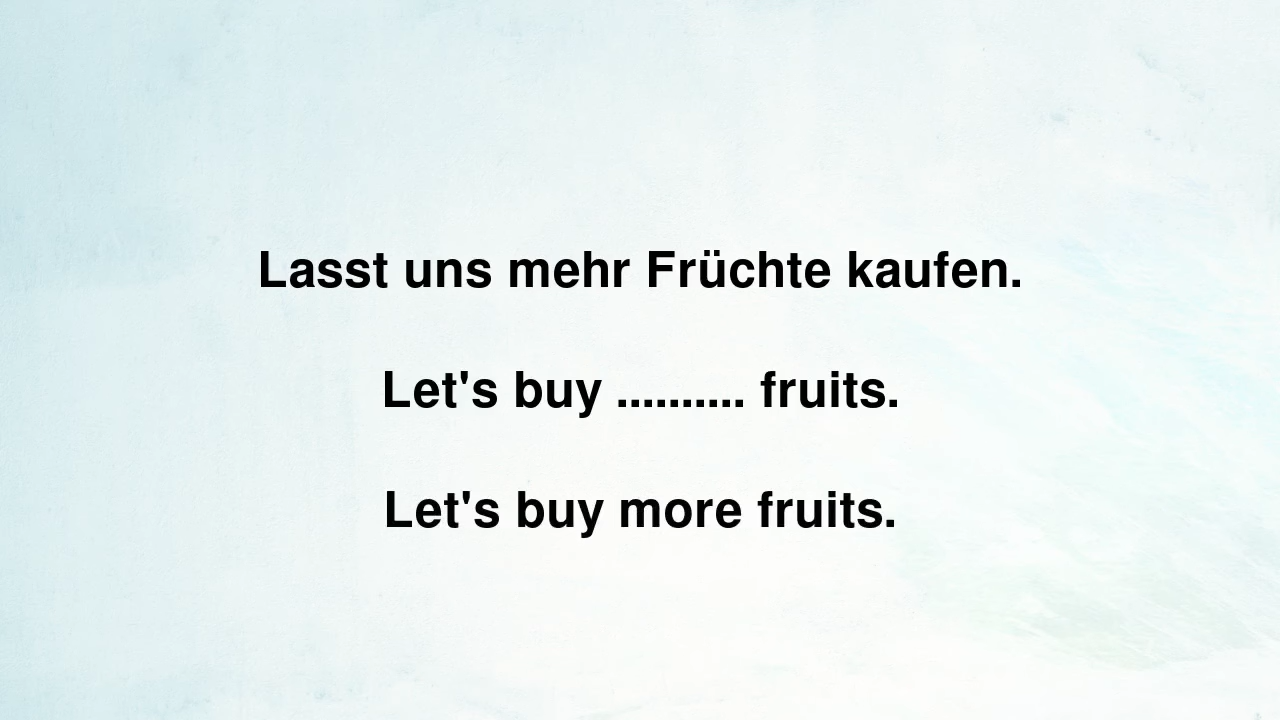 Lasst uns mehr Früchte kaufen.
Let's buy .......... fruits.
Let's buy more fruits.